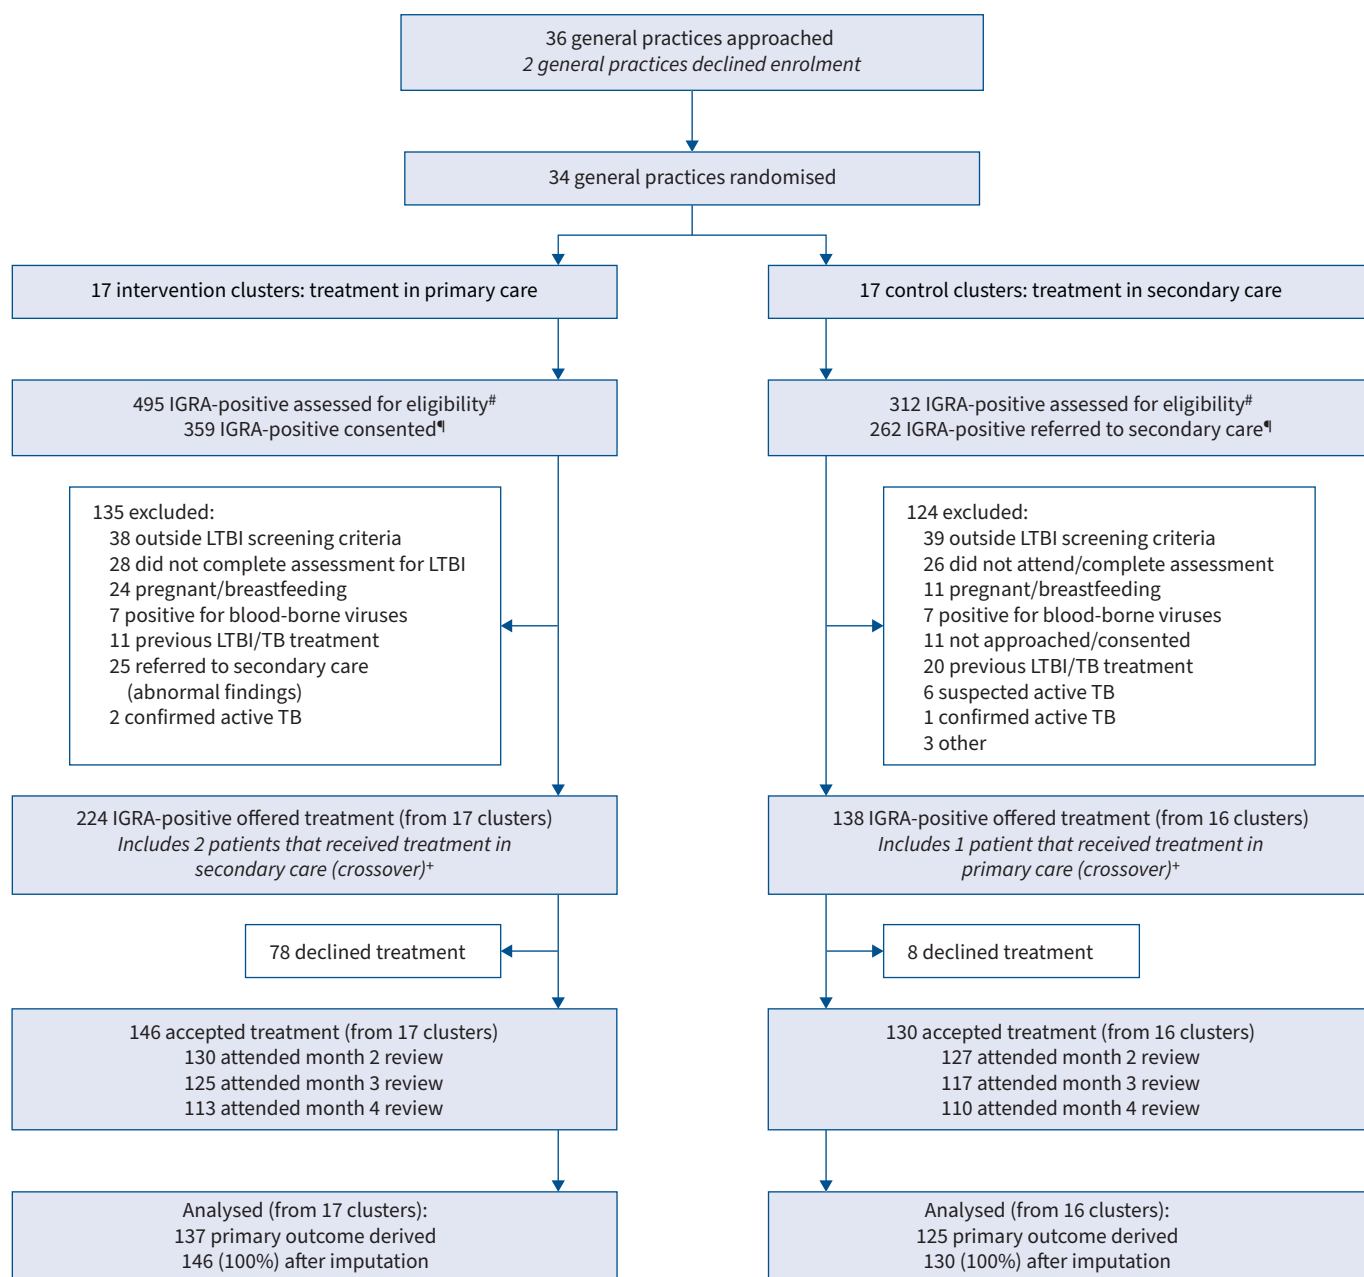 36 general practices approached
2 general practices declined enrolment
34 general practices randomised
17 intervention clusters: treatment in primary care
17 control clusters: treatment in secondary care
495 IGRA-positive assessed for eligibility#
359 IGRA-positive consented¶
312 IGRA-positive assessed for eligibility#
262 IGRA-positive referred to secondary care¶
135 excluded:
38 outside LTBI screening criteria
28 did not complete assessment for LTBI
24 pregnant/breastfeeding
7 positive for blood-borne viruses
11 previous LTBI/TB treatment
25 referred to secondary care
(abnormal findings)
2 confirmed active TB
124 excluded:
39 outside LTBI screening criteria
26 did not attend/complete assessment
11 pregnant/breastfeeding
7 positive for blood-borne viruses
11 not approached/consented
20 previous LTBI/TB treatment
6 suspected active TB
1 confirmed active TB
3 other
224 IGRA-positive offered treatment (from 17 clusters)
Includes 2 patients that received treatment in
secondary care (crossover)+
138 IGRA-positive offered treatment (from 16 clusters)
Includes 1 patient that received treatment in
primary care (crossover)+
78 declined treatment
8 declined treatment
146 accepted treatment (from 17 clusters)
130 attended month 2 review
125 attended month 3 review
113 attended month 4 review
130 accepted treatment (from 16 clusters)
127 attended month 2 review
117 attended month 3 review
110 attended month 4 review
Analysed (from 17 clusters):
137 primary outcome derived
146 (100%) after imputation
Analysed (from 16 clusters):
125 primary outcome derived
130 (100%) after imputation